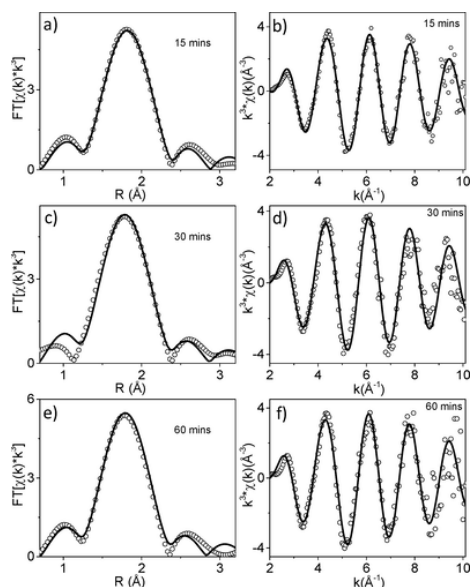 a)
15 mins
FT[χ(k)*k²]
3
0
1 2 3
R (Å)
b)
15 mins
k³*χ(k)(Å⁻³)
4
0
-4
2 4 6 8 10
k(Å⁻¹)
c)
30 mins
FT[χ(k)*k²]
3
0
1 2 3
R (Å)
d)
30 mins
k³*χ(k)(Å⁻³)
4
0
-4
2 4 6 8 10
k(Å⁻¹)
e)
60 mins
FT[χ(k)*k²]
6
3
0
1 2 3
R (Å)
f)
60 mins
k³*χ(k)(Å⁻³)
4
0
-4
2 4 6 8 10
k(Å⁻¹)